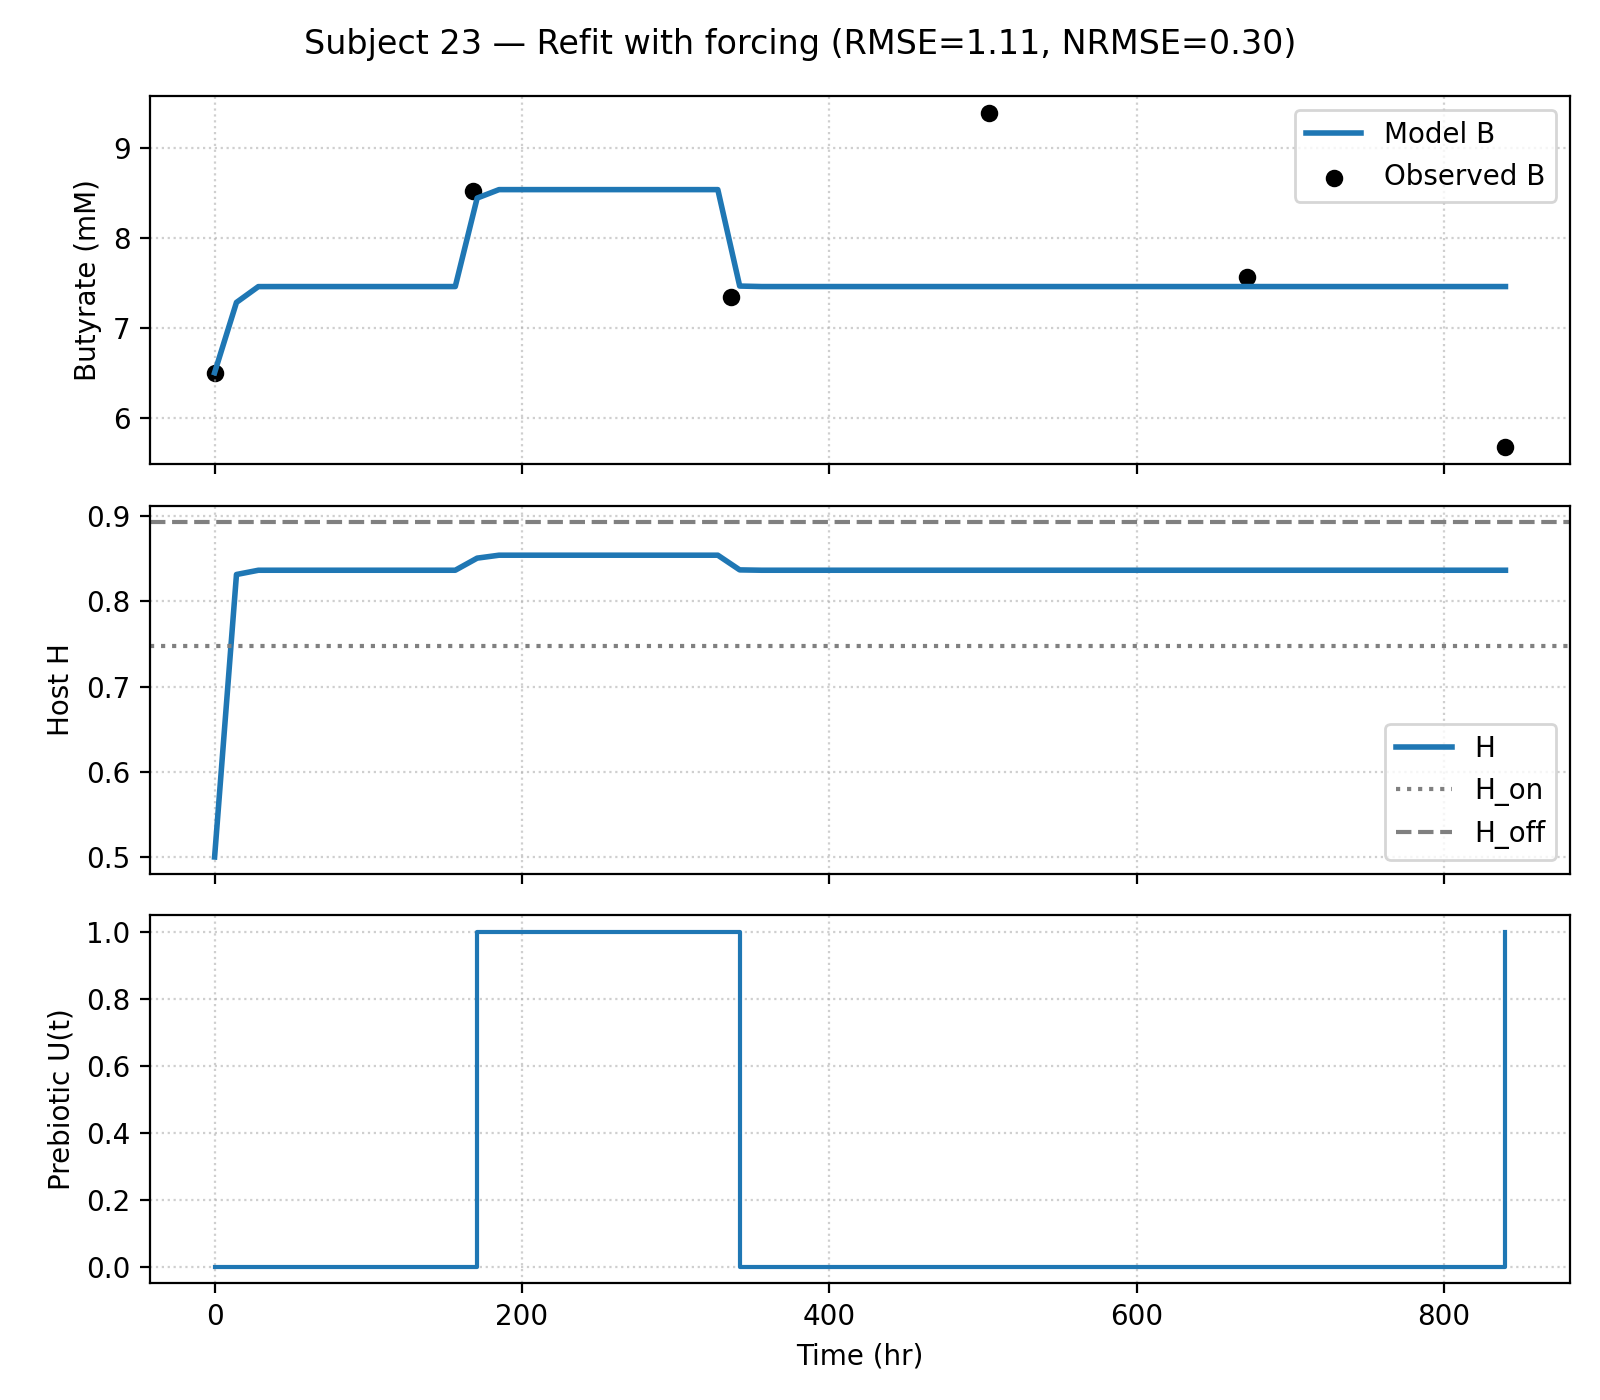 Subject 23 — Refit with forcing (RMSE=1.11, NRMSE=0.30)
Butyrate (mM)
9
8
7
6
Model B
Observed B
Host H
0.9
0.8
0.7
0.6
0.5
H
H_on
H_off
Prebiotic U(t)
1.0
0.8
0.6
0.4
0.2
0.0
0 200 400 600 800
Time (hr)